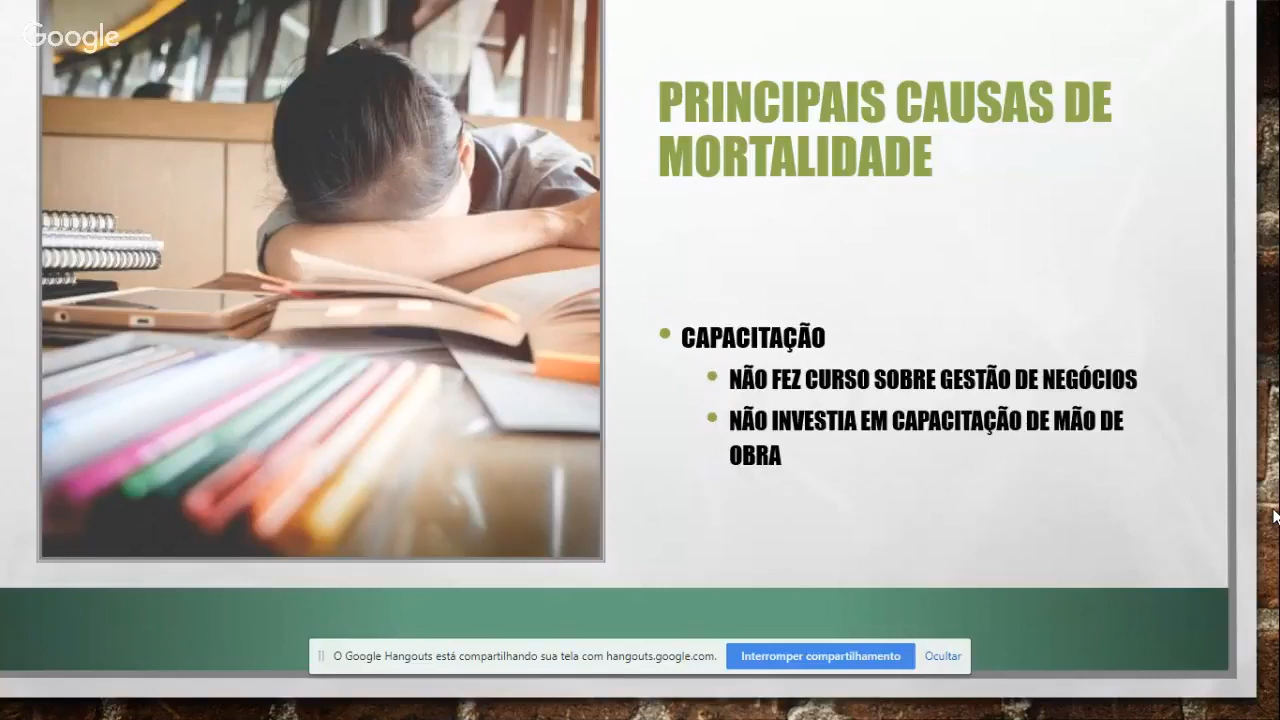 Google
PRINCIPAIS CAUSAS DE
MORTALIDADE
CAPACITAÇÃO
NÃO FEZ CURSO SOBRE GESTÃO DE NEGÓCIOS
NÃO INVESTIA EM CAPACITAÇÃO DE MÃO DE
OBRA
O Google Hangouts está compartilhando sua tela com hangouts.google.com. Interromper compartilhamento Ocultar